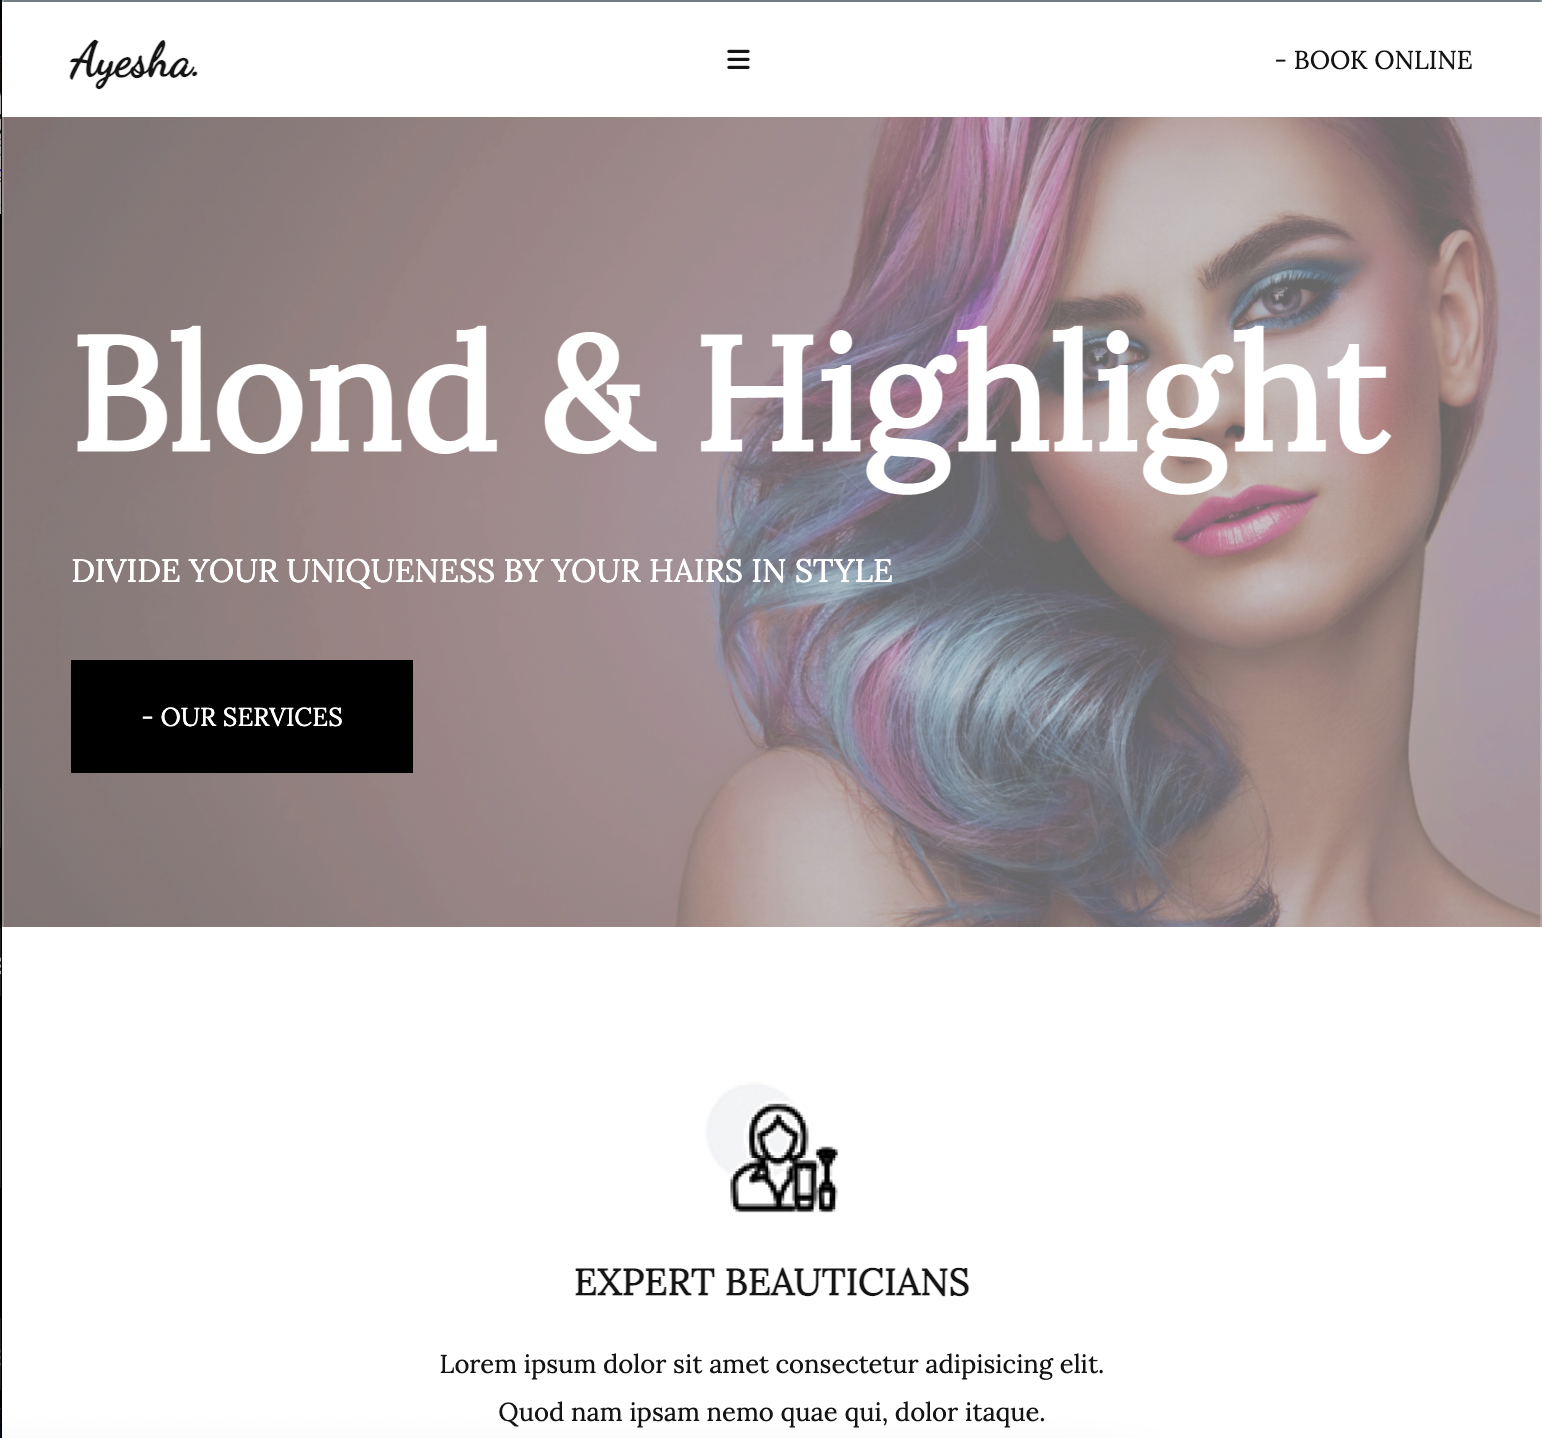 Ayesha.
- BOOK ONLINE
Blond & Highlight
DIVIDE YOUR UNIQUENESS BY YOUR HAIRS IN STYLE
- OUR SERVICES
EXPERT BEAUTICIANS
Lorem ipsum dolor sit amet consectetur adipisicing elit.
Quod nam ipsam nemo quae qui, dolor itaque.